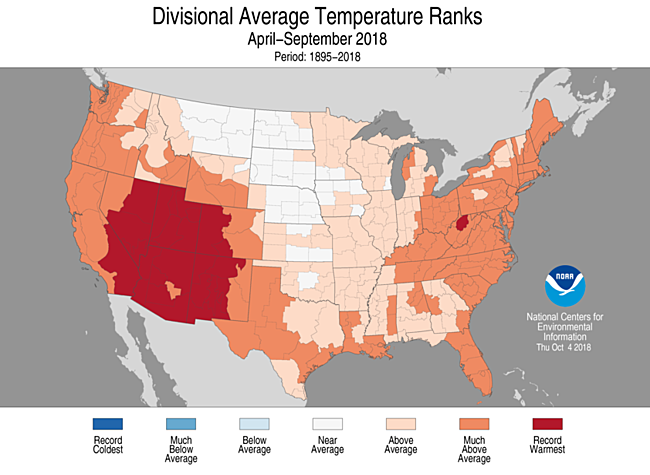 Divisional Average Temperature Ranks
April–September 2018
Period: 1895–2018
NOAA
National Centers for
Environmental
Information
Thu Oct 4 2018
Record
Coldest
Much
Below
Average
Below
Average
Near
Average
Above
Average
Much
Above
Average
Record
Warmest